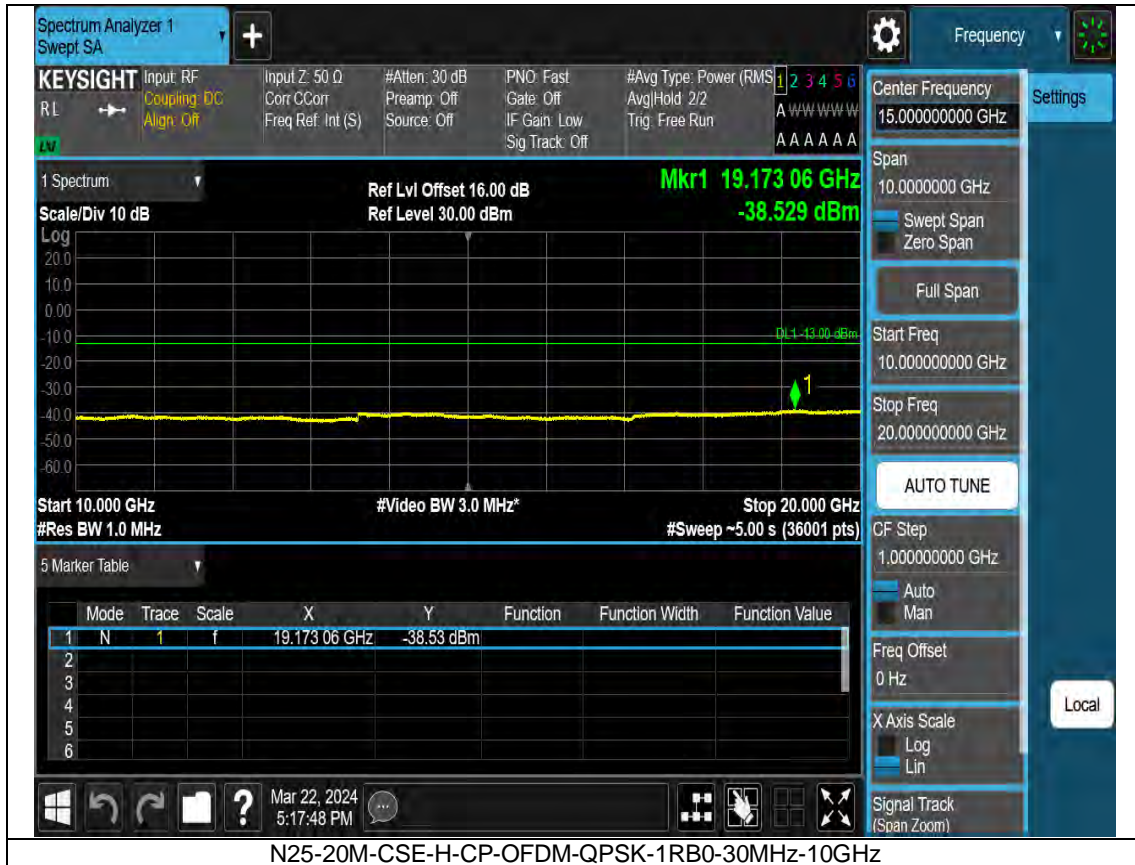 Spectrum Analyzer 1
Swept SA
+
Frequency
KEYSIGHT
RL
LXI
Input: RF
Coupling: DC
Align: Off
Input Z: 50 Ω
Corr CCorr
Freq Ref: Int (S)
#Atten: 30 dB
Preamp: Off
Source: Off
PNO: Fast
Gate: Off
IF Gain: Low
Sig Track: Off
#Avg Type: Power (RMS
Avg|Hold: 2/2
Trig: Free Run
1 2 3 4 5 6
A W W W W W
A A A A A A
1 Spectrum
Scale/Div 10 dB
Ref Lvl Offset 16.00 dB
Ref Level 30.00 dBm
Mkr1 19.173 06 GHz
-38.529 dBm
Log
20.0
10.0
0.00
-10.0
-20.0
-30.0
-40.0
-50.0
-60.0
DL1 -13.00 dBm
1
Start 10.000 GHz
#Video BW 3.0 MHz*
Stop 20.000 GHz
#Res BW 1.0 MHz
#Sweep ~5.00 s (36001 pts)
5 Marker Table
Mode Trace Scale X Y Function Function Width Function Value
1 N 1 f 19.173 06 GHz -38.53 dBm
2
3
4
5
6
Mar 22, 2024
5:17:48 PM
?
Center Frequency
15.000000000 GHz
Settings
Span
10.0000000 GHz
Swept Span
Zero Span
Full Span
Start Freq
10.000000000 GHz
Stop Freq
20.000000000 GHz
AUTO TUNE
CF Step
1.000000000 GHz
Auto
Man
Freq Offset
0 Hz
Local
X Axis Scale
Log
Lin
Signal Track
(Span Zoom)
N25-20M-CSE-H-CP-OFDM-QPSK-1RB0-30MHz-10GHz